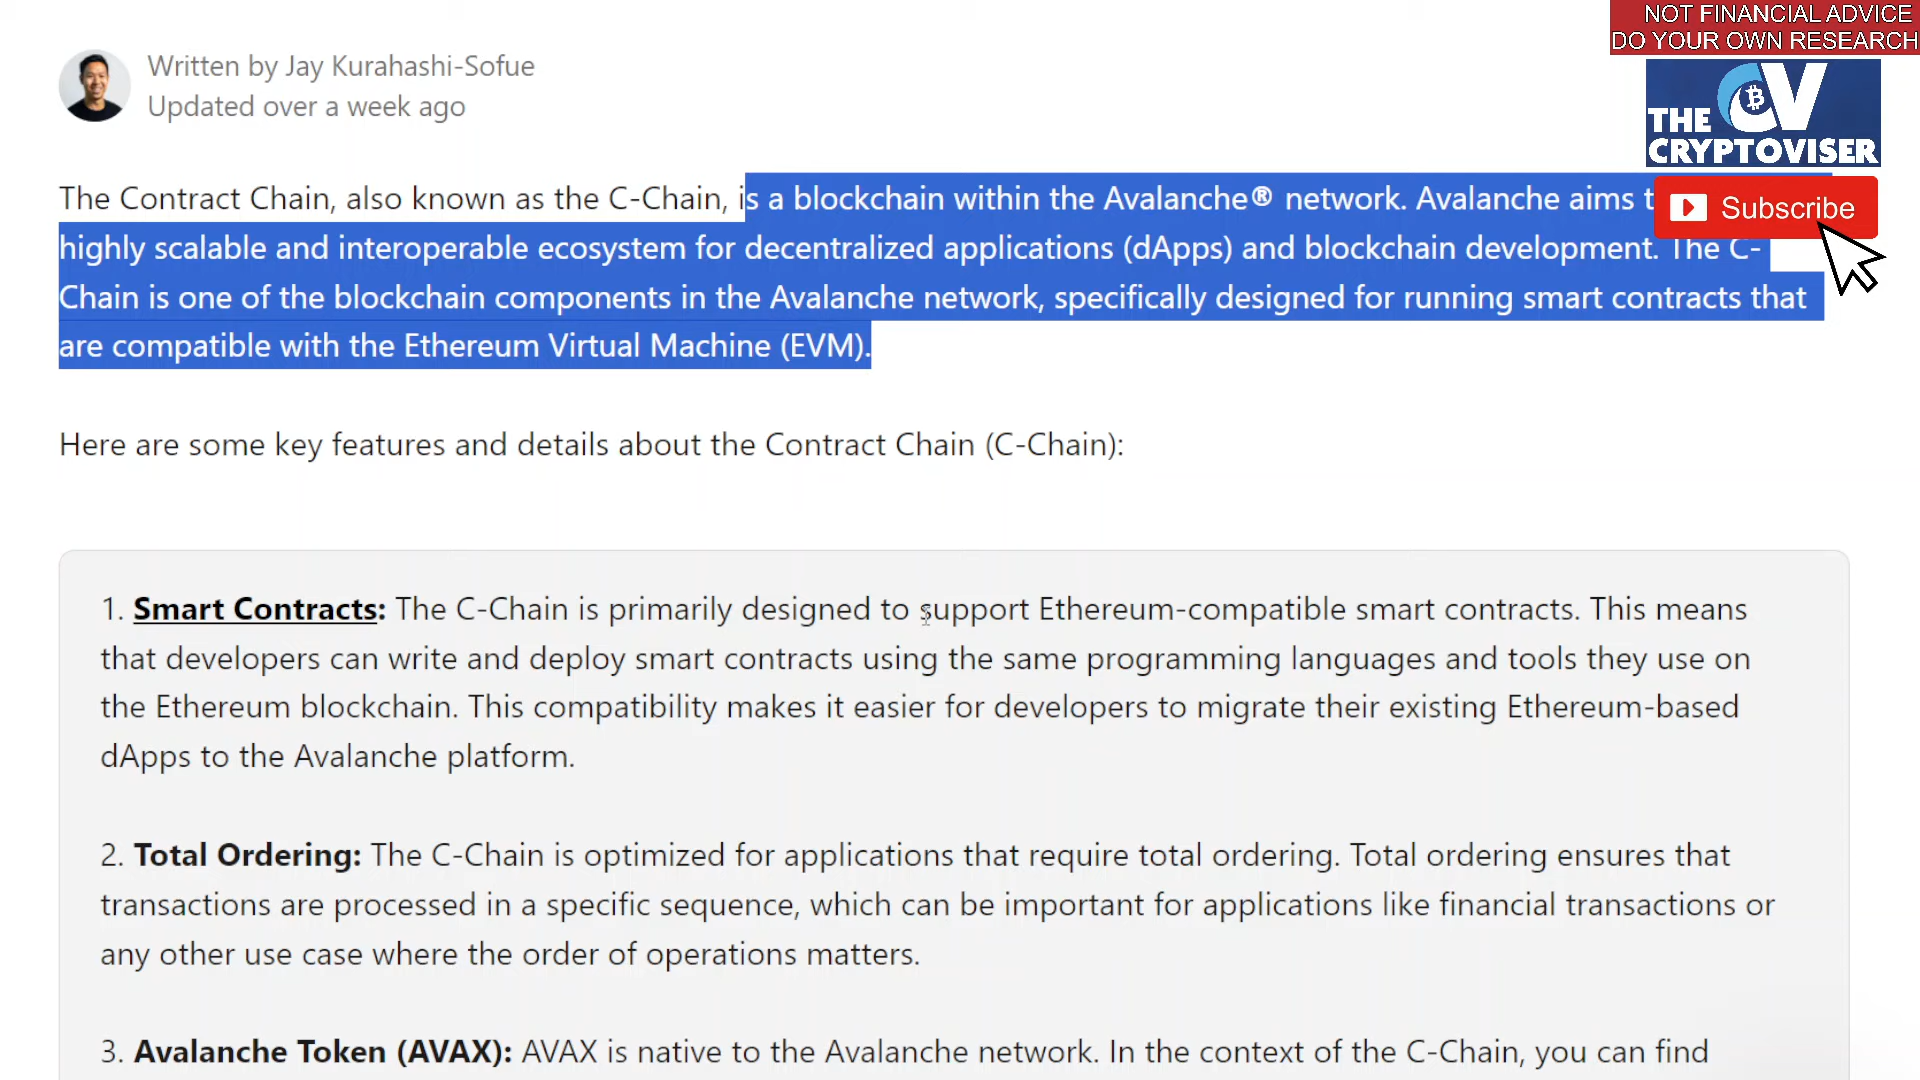 NOT FINANCIAL ADVICE
DO YOUR OWN RESEARCH
Written by Jay Kurahashi-Sofue
Updated over a week ago
THE CV
CRYPTOVISER
Subscribe
The Contract Chain, also known as the C-Chain, is a blockchain within the Avalanche® network. Avalanche aims
highly scalable and interoperable ecosystem for decentralized applications (dApps) and blockchain development. The C-
Chain is one of the blockchain components in the Avalanche network, specifically designed for running smart contracts that
are compatible with the Ethereum Virtual Machine (EVM).
Here are some key features and details about the Contract Chain (C-Chain):
1. Smart Contracts: The C-Chain is primarily designed to support Ethereum-compatible smart contracts. This means
that developers can write and deploy smart contracts using the same programming languages and tools they use on
the Ethereum blockchain. This compatibility makes it easier for developers to migrate their existing Ethereum-based
dApps to the Avalanche platform.
2. Total Ordering: The C-Chain is optimized for applications that require total ordering. Total ordering ensures that
transactions are processed in a specific sequence, which can be important for applications like financial transactions or
any other use case where the order of operations matters.
3. Avalanche Token (AVAX): AVAX is native to the Avalanche network. In the context of the C-Chain, you can find